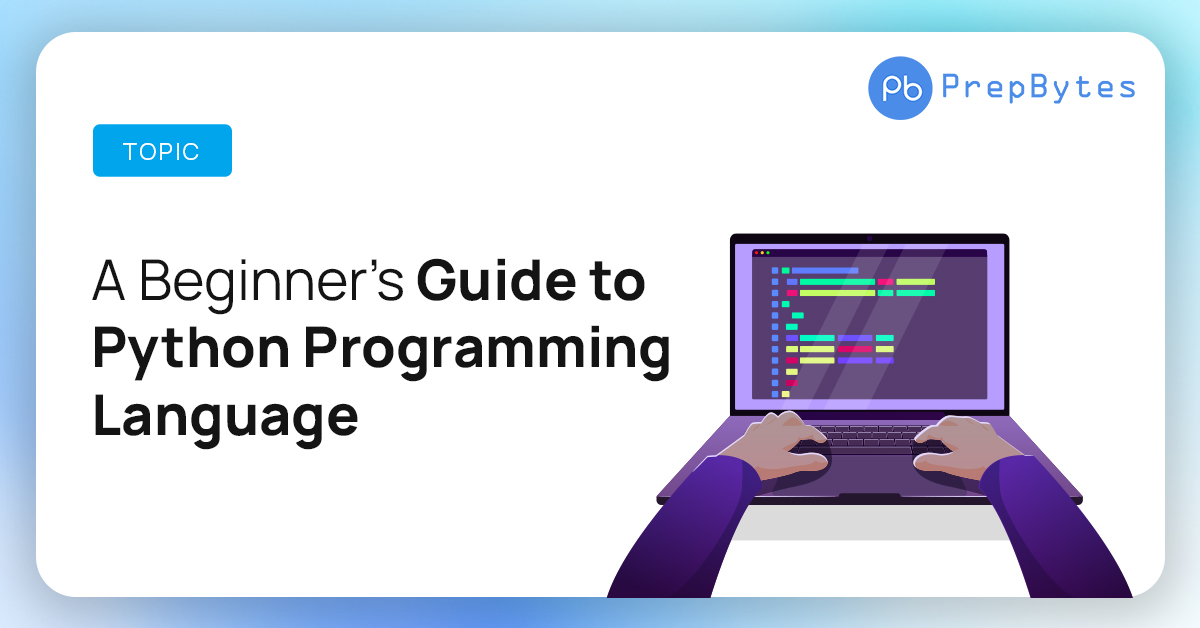 Pb PrepBytes
TOPIC
A Beginner’s Guide to
Python Programming
Language